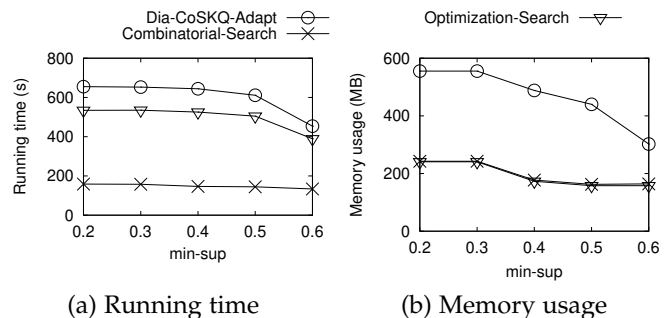 Dia-CoSKQ-Adapt
Combinatorial-Search
Optimization-Search
Running time (s)
800
600
400
200
0
0.2 0.3 0.4 0.5 0.6
min-sup
Memory usage (MB)
600
400
200
0
0.2 0.3 0.4 0.5 0.6
min-sup
(a) Running time
(b) Memory usage